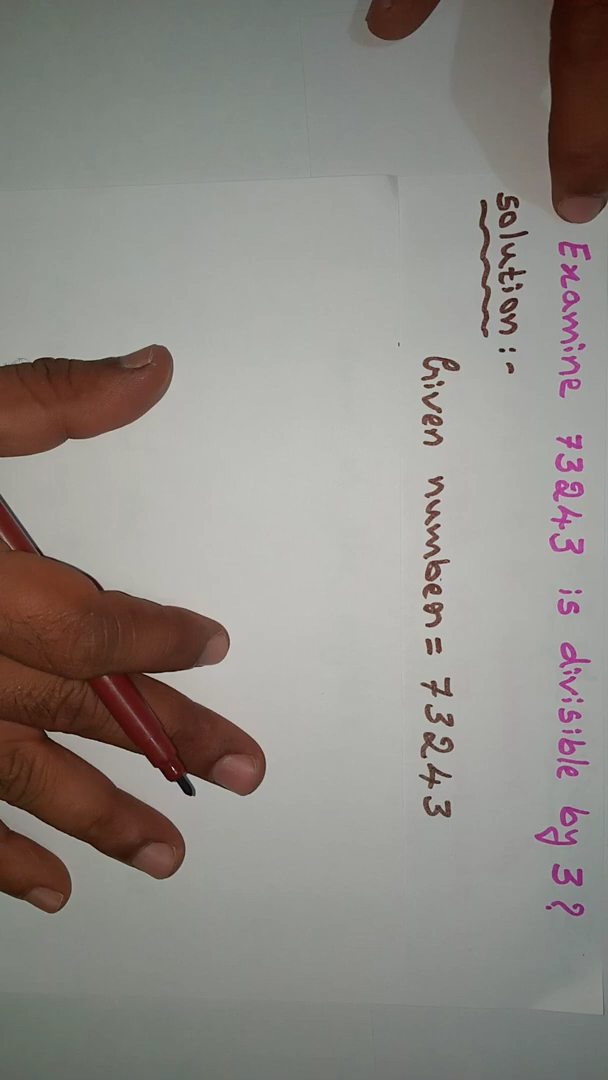 Examine 73243 is divisible by 3?
Solution :-
Given number = 73243